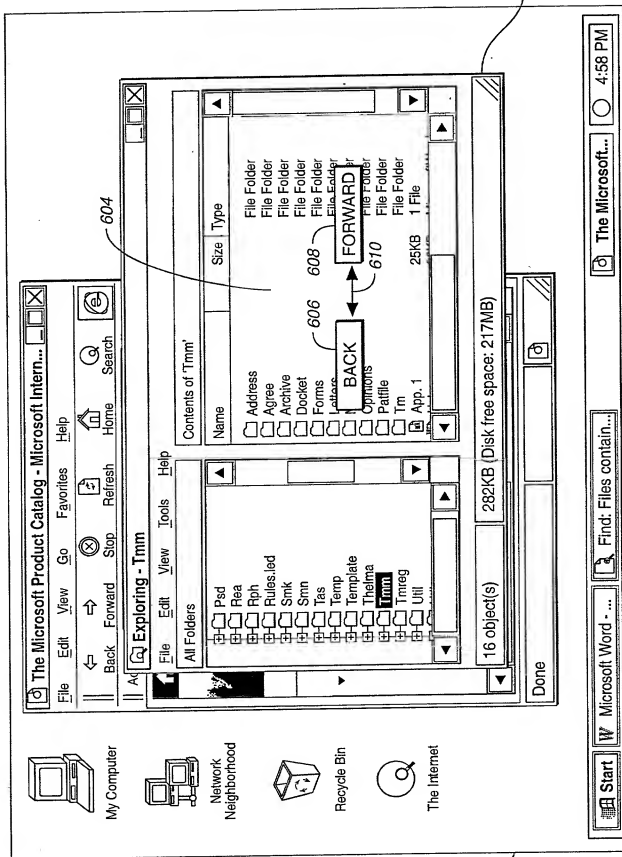 The Microsoft Product Catalog - Microsoft Intern...
File Edit View Go Favorites Help
Back Forward Stop Refresh Home Search
Exploring - Tmm
File Edit View Tools Help
All Folders
Contents of 'Tmm'
Name Size Type
Psd
Rea
Rph
Rules.led
Smk
Smn
Tas
Temp
Template
Thelma
Tmm
Tmreg
Util
Address File Folder
Agree File Folder
Archive File Folder
Docket File Folder
Forms File Folder
Letters File Folder
Opinions File Folder
Patfile File Folder
Tm File Folder
App. 1 25KB 1 File
604
606
608
610
BACK
FORWARD
16 object(s)
282KB (Disk free space: 217MB)
Done
My Computer
Network
Neighborhood
Recycle Bin
The Internet
Start
W Microsoft Word - ...
Find: Files contain...
The Microsoft...
4:58 PM